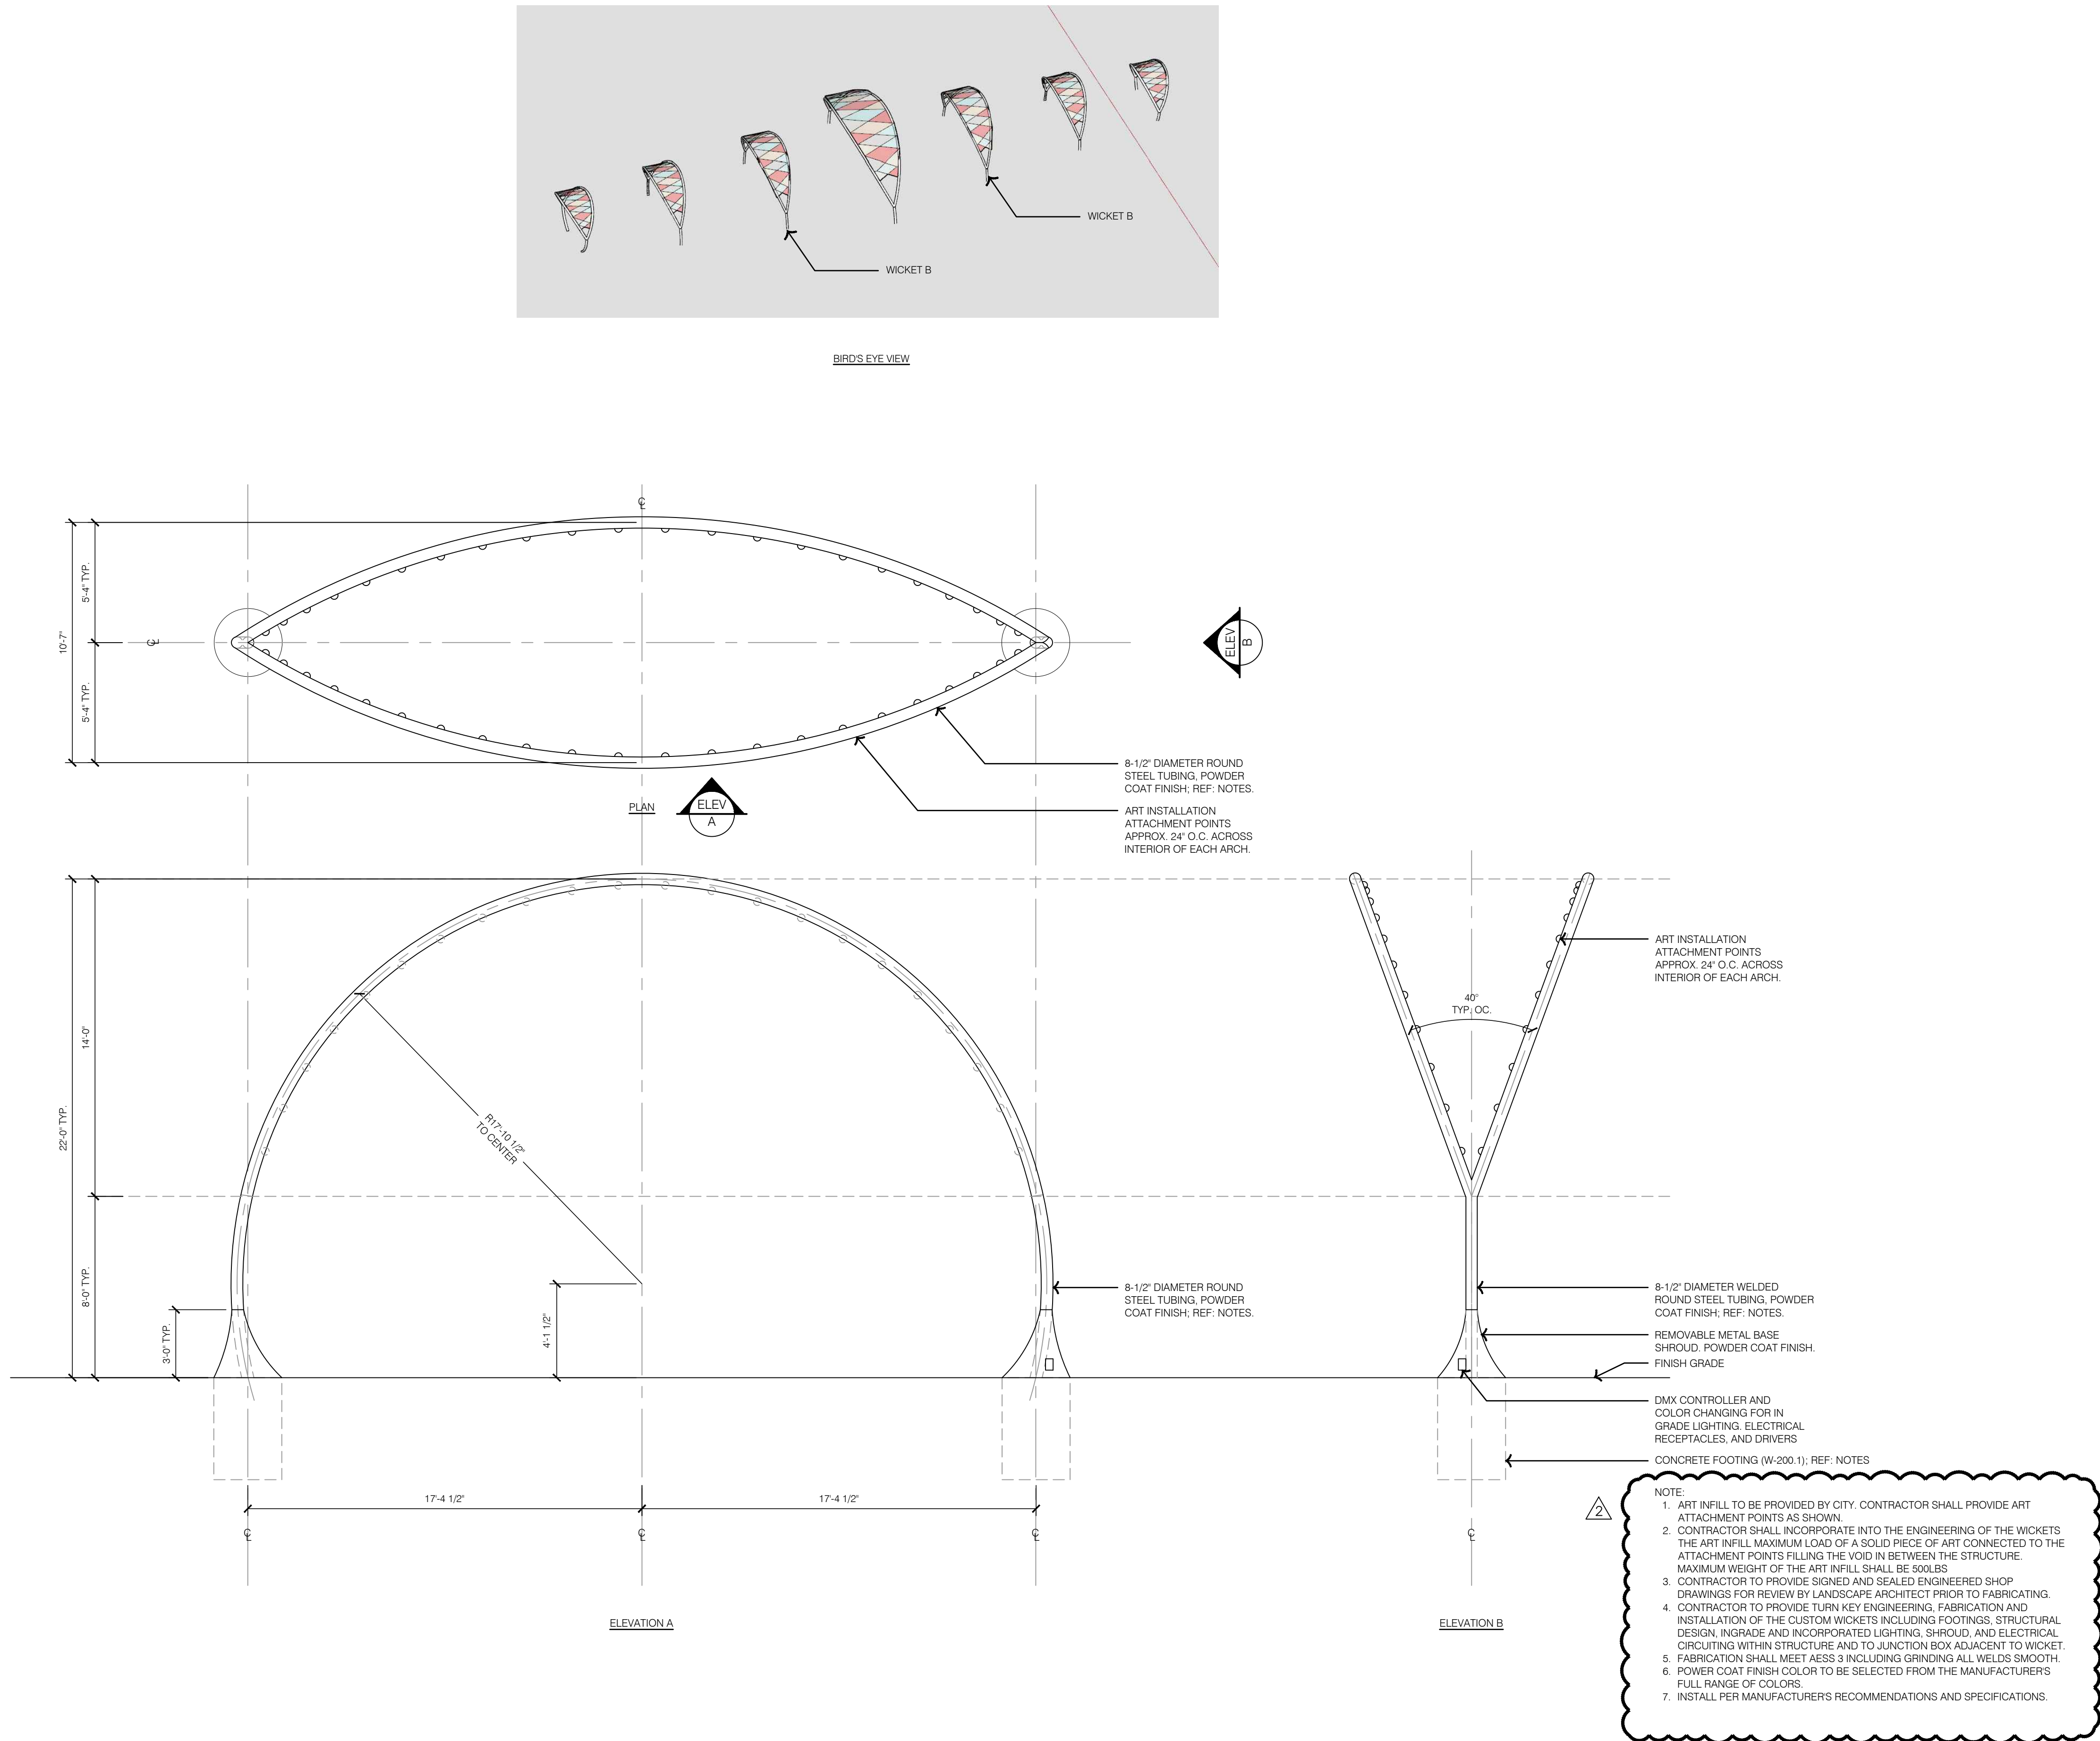 WICKET B
WICKET B
BIRD'S EYE VIEW
℄
5'-4" TYP.
10'-7"
℄
5'-4" TYP.
ELEV
B
8-1/2" DIAMETER ROUND
STEEL TUBING, POWDER
COAT FINISH; REF: NOTES.
PLAN
ELEV
A
ART INSTALLATION
ATTACHMENT POINTS
APPROX. 24" O.C. ACROSS
INTERIOR OF EACH ARCH.
14'-0"
22'-0" TYP.
8'-0" TYP.
3'-0" TYP.
R17'-10 1/2"
TO CENTER
4'-1 1/2"
8-1/2" DIAMETER ROUND
STEEL TUBING, POWDER
COAT FINISH; REF: NOTES.
17'-4 1/2"
17'-4 1/2"
℄
℄
℄
ELEVATION A
ART INSTALLATION
ATTACHMENT POINTS
APPROX. 24" O.C. ACROSS
INTERIOR OF EACH ARCH.
40°
TYP. OC.
8-1/2" DIAMETER WELDED
ROUND STEEL TUBING, POWDER
COAT FINISH; REF: NOTES.
REMOVABLE METAL BASE
SHROUD. POWDER COAT FINISH.
FINISH GRADE
DMX CONTROLLER AND
COLOR CHANGING FOR IN
GRADE LIGHTING. ELECTRICAL
RECEPTACLES, AND DRIVERS
CONCRETE FOOTING (W-200.1); REF: NOTES
℄
ELEVATION B
2
NOTE:
1. ART INFILL TO BE PROVIDED BY CITY. CONTRACTOR SHALL PROVIDE ART
ATTACHMENT POINTS AS SHOWN.
2. CONTRACTOR SHALL INCORPORATE INTO THE ENGINEERING OF THE WICKETS
THE ART INFILL MAXIMUM LOAD OF A SOLID PIECE OF ART CONNECTED TO THE
ATTACHMENT POINTS FILLING THE VOID IN BETWEEN THE STRUCTURE.
MAXIMUM WEIGHT OF THE ART INFILL SHALL BE 500LBS
3. CONTRACTOR TO PROVIDE SIGNED AND SEALED ENGINEERED SHOP
DRAWINGS FOR REVIEW BY LANDSCAPE ARCHITECT PRIOR TO FABRICATING.
4. CONTRACTOR TO PROVIDE TURN KEY ENGINEERING, FABRICATION AND
INSTALLATION OF THE CUSTOM WICKETS INCLUDING FOOTINGS, STRUCTURAL
DESIGN, INGRADE AND INCORPORATED LIGHTING, SHROUD, AND ELECTRICAL
CIRCUITING WITHIN STRUCTURE AND TO JUNCTION BOX ADJACENT TO WICKET.
5. FABRICATION SHALL MEET AESS 3 INCLUDING GRINDING ALL WELDS SMOOTH.
6. POWER COAT FINISH COLOR TO BE SELECTED FROM THE MANUFACTURER'S
FULL RANGE OF COLORS.
7. INSTALL PER MANUFACTURER'S RECOMMENDATIONS AND SPECIFICATIONS.